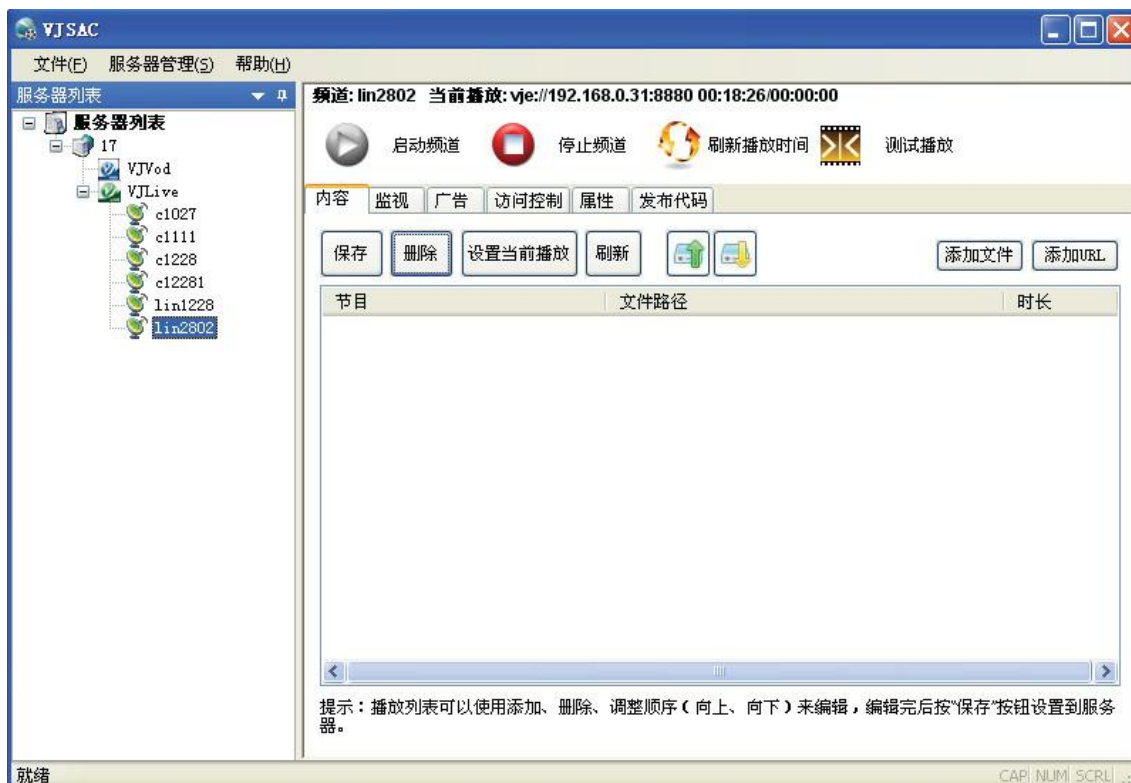 VJSAC
文件(F) 服务器管理(S) 帮助(H)
服务器列表
服务器列表
17
VJVod
VJLive
c1027
c1111
c1228
c12281
lin1228
lin2802
频道: lin2802 当前播放: vje://192.168.0.31:8880 00:18:26/00:00:00
启动频道 停止频道 刷新播放时间 测试播放
内容 监视 广告 访问控制 属性 发布代码
保存 删除 设置当前播放 刷新 添加文件 添加URL
节目 文件路径 时长
提示：播放列表可以使用添加、删除、调整顺序（向上、向下）来编辑，编辑完后按"保存"按钮设置到服务
器。
就绪 CAP NUM SCRL